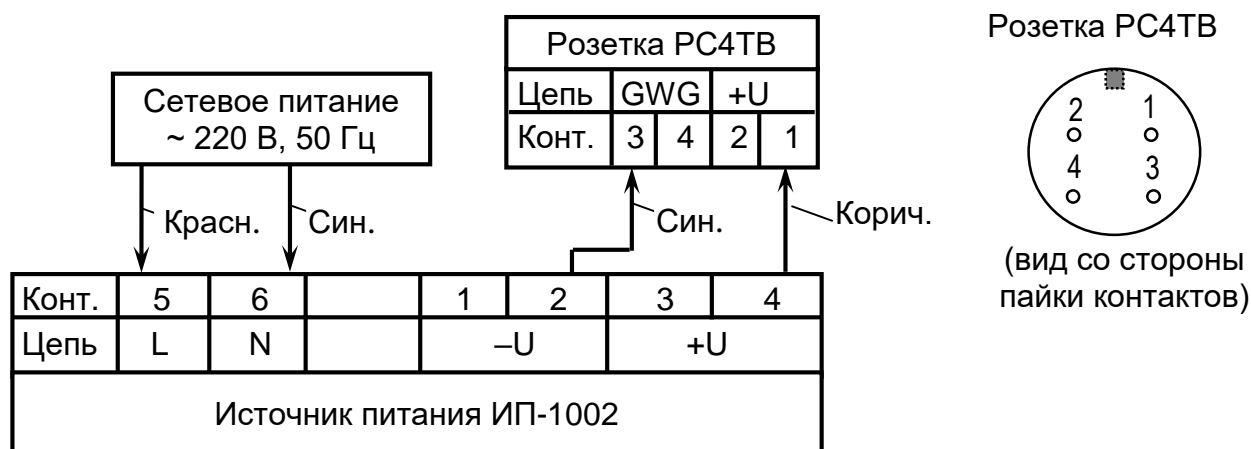 Розетка РС4ТВ
Розетка РС4ТВ
Сетевое питание
~ 220 В, 50 Гц
Цепь GWG +U
Конт. 3 4 2 1
2 1
4 3
Красн. Син. Син. Корич.
(вид со стороны
пайки контактов)
Конт. 5 6 1 2 3 4
Цепь L N –U +U
Источник питания ИП-1002